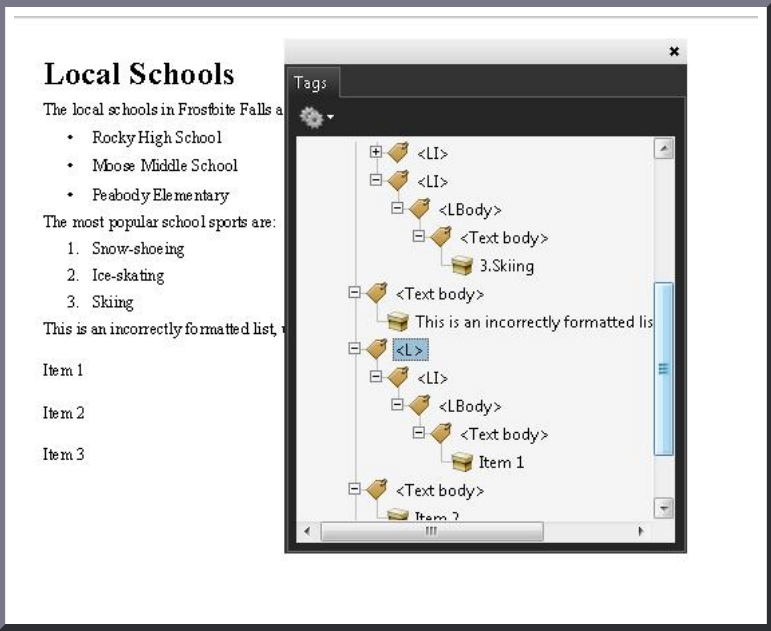 Local Schools
The local schools in Frostbite Falls a
• Rocky High School
• Moose Middle School
• Peabody Elementary
The most popular school sports are:
1. Snow-shoeing
2. Ice-skating
3. Skiing
This is an incorrectly formatted list,
Item 1
Item 2
Item 3
Tags
<LI>
<LI>
<LBody>
<Text body>
3.Skiing
<Text body>
This is an incorrectly formatted lis
<L>
<LI>
<LBody>
<Text body>
Item 1
<Text body>
Item 2